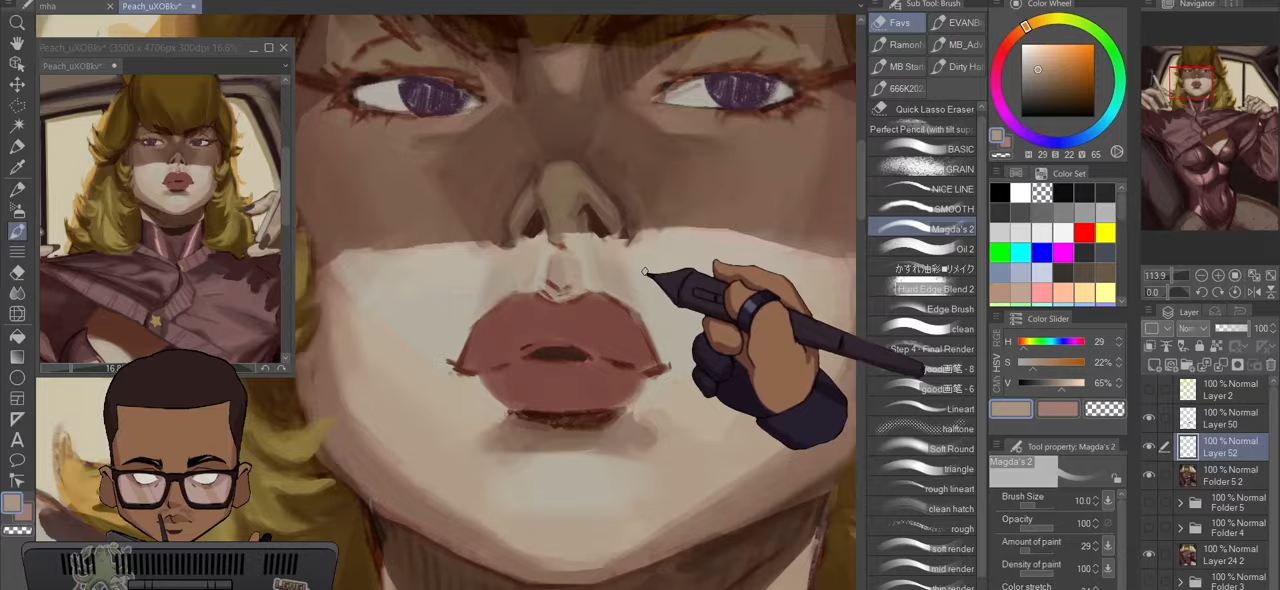 mha
Peach_uXOBkv*
Peach_uXOBkv* (3500 x 4706px 300dpi 16.6%
Peach_uXOBkv*
Sub Tool: Brush
Favs
EVANB
MB_Adv
MB Star
Dirty Ha
666K202
Quick Lasso Eraser
Perfect Pencil (with tilt sup
BASIC
GRAIN
NICE LINE
SMOOTH
Magda's 2
Oil 2
かすれ油彩■リメイク
Hard Edge Blend 2
Edge Brush
clean
Step 4 - Final Render
good画笔 - 8
good画笔 - 6
Lineart
halftone
Soft Round
triangle
rough lineart
clean hatch
rough
soft render
mid render
Color Wheel
H 29 S 22 V 65
Color Set
Color Slider
H 29
S 22%
V 65%
Tool property: Magda's 2
Magda's 2
Brush Size 10.0
Opacity 100
Amount of paint 29
Density of paint 100
Color stretch
Navigator
113.9
0.0
Layer
Nor 100
100 % Normal
Layer 2
100 % Normal
Layer 50
100 % Normal
Layer 52
100 % Normal
Folder 5 2
100 % Normal
Folder 5
100 % Normal
Folder 4
100 % Normal
Layer 24 2
100 % Normal
Folder 3